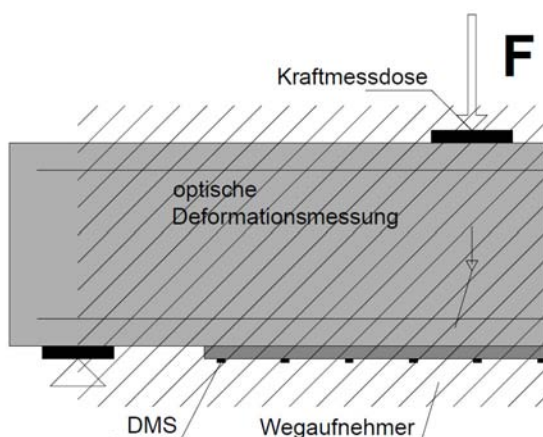 F
Kraftmessdose
optische
Deformationsmessung
DMS
Wegaufnehmer